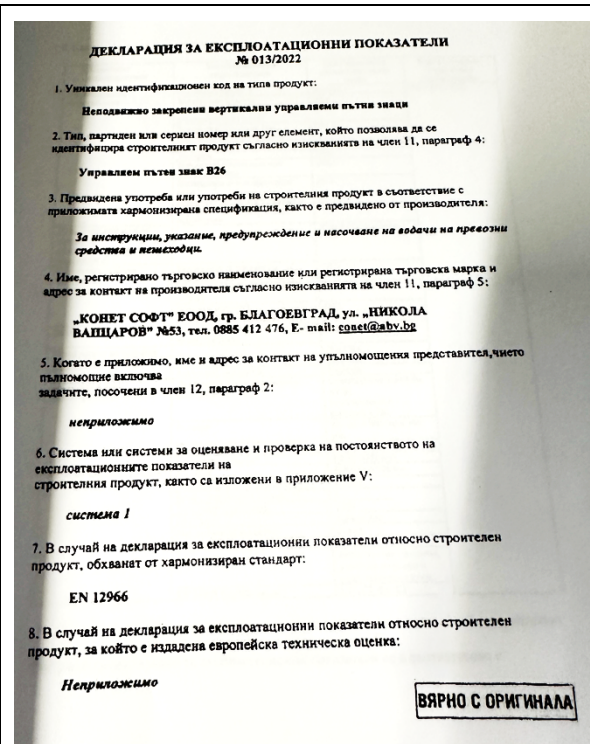 ДЕКЛАРАЦИЯ ЗА ЕКСПЛОАТАЦИОННИ ПОКАЗАТЕЛИ
№ 013/2022
1. Уникален идентификационен код на типа продукт:
Неподвижно закрепени вертикални управляеми пътни знаци
2. Тип, партиден или сериен номер или друг елемент, който позволява да се
идентифицира строителният продукт съгласно изискванията на член 11, параграф 4:
Управляем пътен знак В26
3. Предвидена употреба или употреби на строителния продукт в съответствие с
приложимата хармонизирана спецификация, както е предвидено от производителя:
За инструкции, указание, предупреждение и насочване на водачи на превозни
средства и пешеходци.
4. Име, регистрирано търговско наименование или регистрирана търговска марка и
адрес за контакт на производителя съгласно изискванията на член 11, параграф 5:
„КОНЕТ СОФТ" ЕООД, гр. БЛАГОЕВГРАД, ул. „НИКОЛА
ВАПЦАРОВ" №53, тел. 0885 412 476, E- mail: conet@abv.bg
5. Когато е приложимо, име и адрес за контакт на упълномощения представител,чието
пълномощие включва
задачите, посочени в член 12, параграф 2:
неприложимо
6. Система или системи за оценяване и проверка на постоянството на
експлоатационните показатели на
строителния продукт, както са изложени в приложение V:
система 1
7. В случай на декларация за експлоатационни показатели относно строителен
продукт, обхванат от хармонизиран стандарт:
EN 12966
8. В случай на декларация за експлоатационни показатели относно строителен
продукт, за който е издадена европейска техническа оценка:
Неприложимо
ВЯРНО С ОРИГИНАЛА